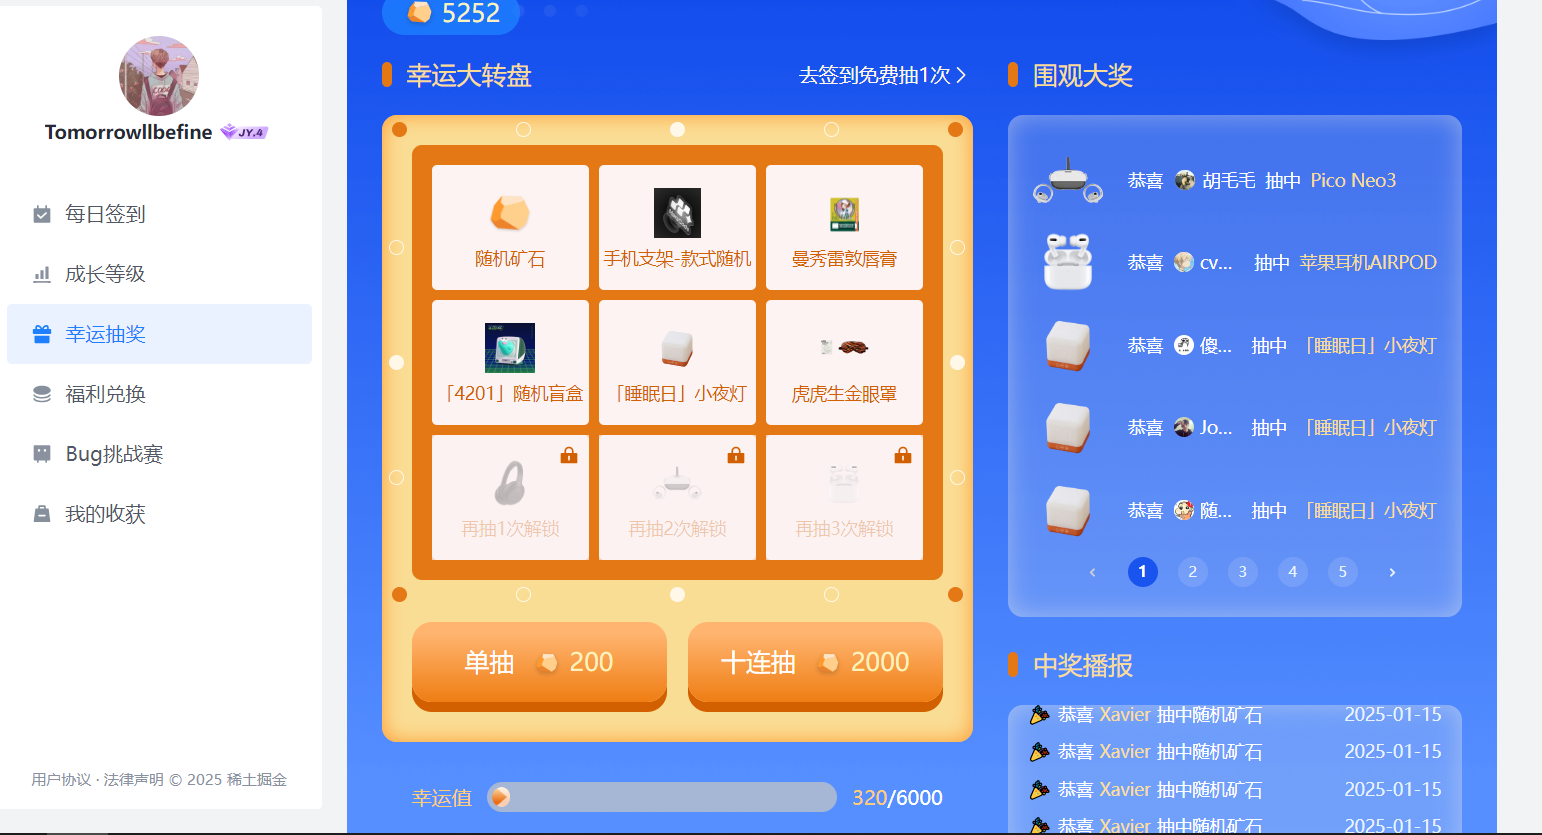 Tomorrowllbefine JY.4
每日签到
成长等级
幸运抽奖
福利兑换
Bug挑战赛
我的收获
用户协议 · 法律声明 © 2025 稀土掘金
5252
幸运大转盘 去签到免费抽1次
随机矿石 手机支架-款式随机 曼秀雷敦唇膏
「4201」随机盲盒 「睡眠日」小夜灯 虎虎生金眼罩
再抽1次解锁 再抽2次解锁 再抽3次解锁
单抽 200 十连抽 2000
幸运值 320/6000
围观大奖
恭喜 胡毛毛 抽中 Pico Neo3
恭喜 cv... 抽中 苹果耳机AIRPOD
恭喜 傻... 抽中 「睡眠日」小夜灯
恭喜 Jo... 抽中 「睡眠日」小夜灯
恭喜 随... 抽中 「睡眠日」小夜灯
‹ 1 2 3 4 5 ›
中奖播报
恭喜 Xavier 抽中随机矿石 2025-01-15
恭喜 Xavier 抽中随机矿石 2025-01-15
恭喜 Xavier 抽中随机矿石 2025-01-15
恭喜 Xavier 抽中随机矿石 2025-01-15